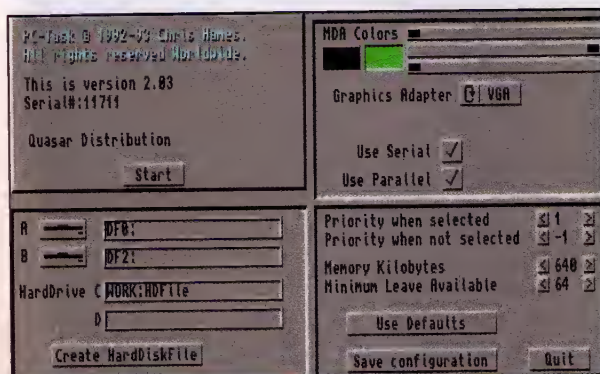 PC-Task © 1992-93 Chris Hames.
All rights reserved Worldwide.
This is version 2.03
Serial#:11711
Quasar Distribution
Start
MDA Colors
Graphics Adapter VGA
Use Serial
Use Parallel
A DF0:
B DF2:
HardDrive C WORK:HDFile
D
Create HardDiskFile
Priority when selected < 1 >
Priority when not selected < -1 >
Memory Kilobytes < 640 >
Minimum Leave Available < 64 >
Use Defaults
Save configuration Quit